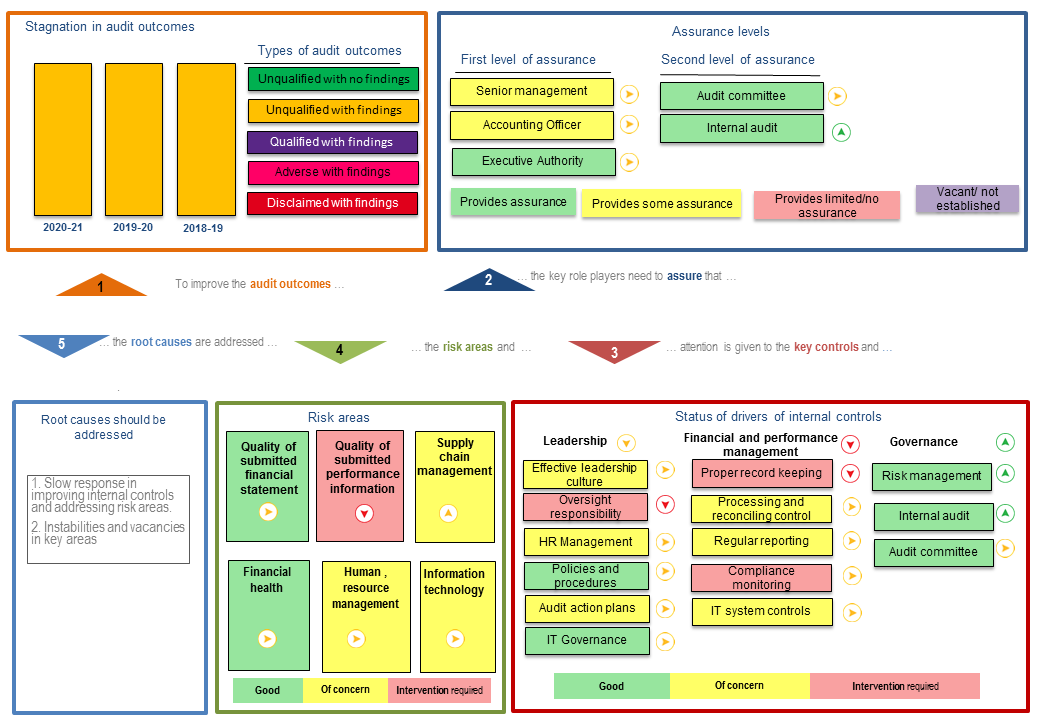 Stagnation in audit outcomes
Types of audit outcomes
Unqualified with no findings
Unqualified with findings
Qualified with findings
Adverse with findings
Disclaimed with findings
2020-21
2019-20
2018-19
Assurance levels
First level of assurance
Second level of assurance
Senior management
Accounting Officer
Executive Authority
Audit committee
Internal audit
Provides assurance
Provides some assurance
Provides limited/no
assurance
Vacant/ not
established
1
To improve the audit outcomes …
2
… the key role players need to assure that …
5
… the root causes are addressed …
4
… the risk areas and …
3
… attention is given to the key controls and …
.
Root causes should be
addressed
1. Slow response in
improving internal controls
and addressing risk areas.
2. Instabilities and vacancies
in key areas
Risk areas
Quality of
submitted
financial
statement
Quality of
submitted
performance
information
Supply
chain
management
Financial
health
Human ,
resource
management
Information
technology
Good
Of concern
Intervention required
Status of drivers of internal controls
Leadership
Effective leadership
culture
Oversight
responsibility
HR Management
Policies and
procedures
Audit action plans
IT Governance
Financial and performance
management
Proper record keeping
Processing and
reconciling control
Regular reporting
Compliance
monitoring
IT system controls
Governance
Risk management
Internal audit
Audit committee
Good
Of concern
Intervention required